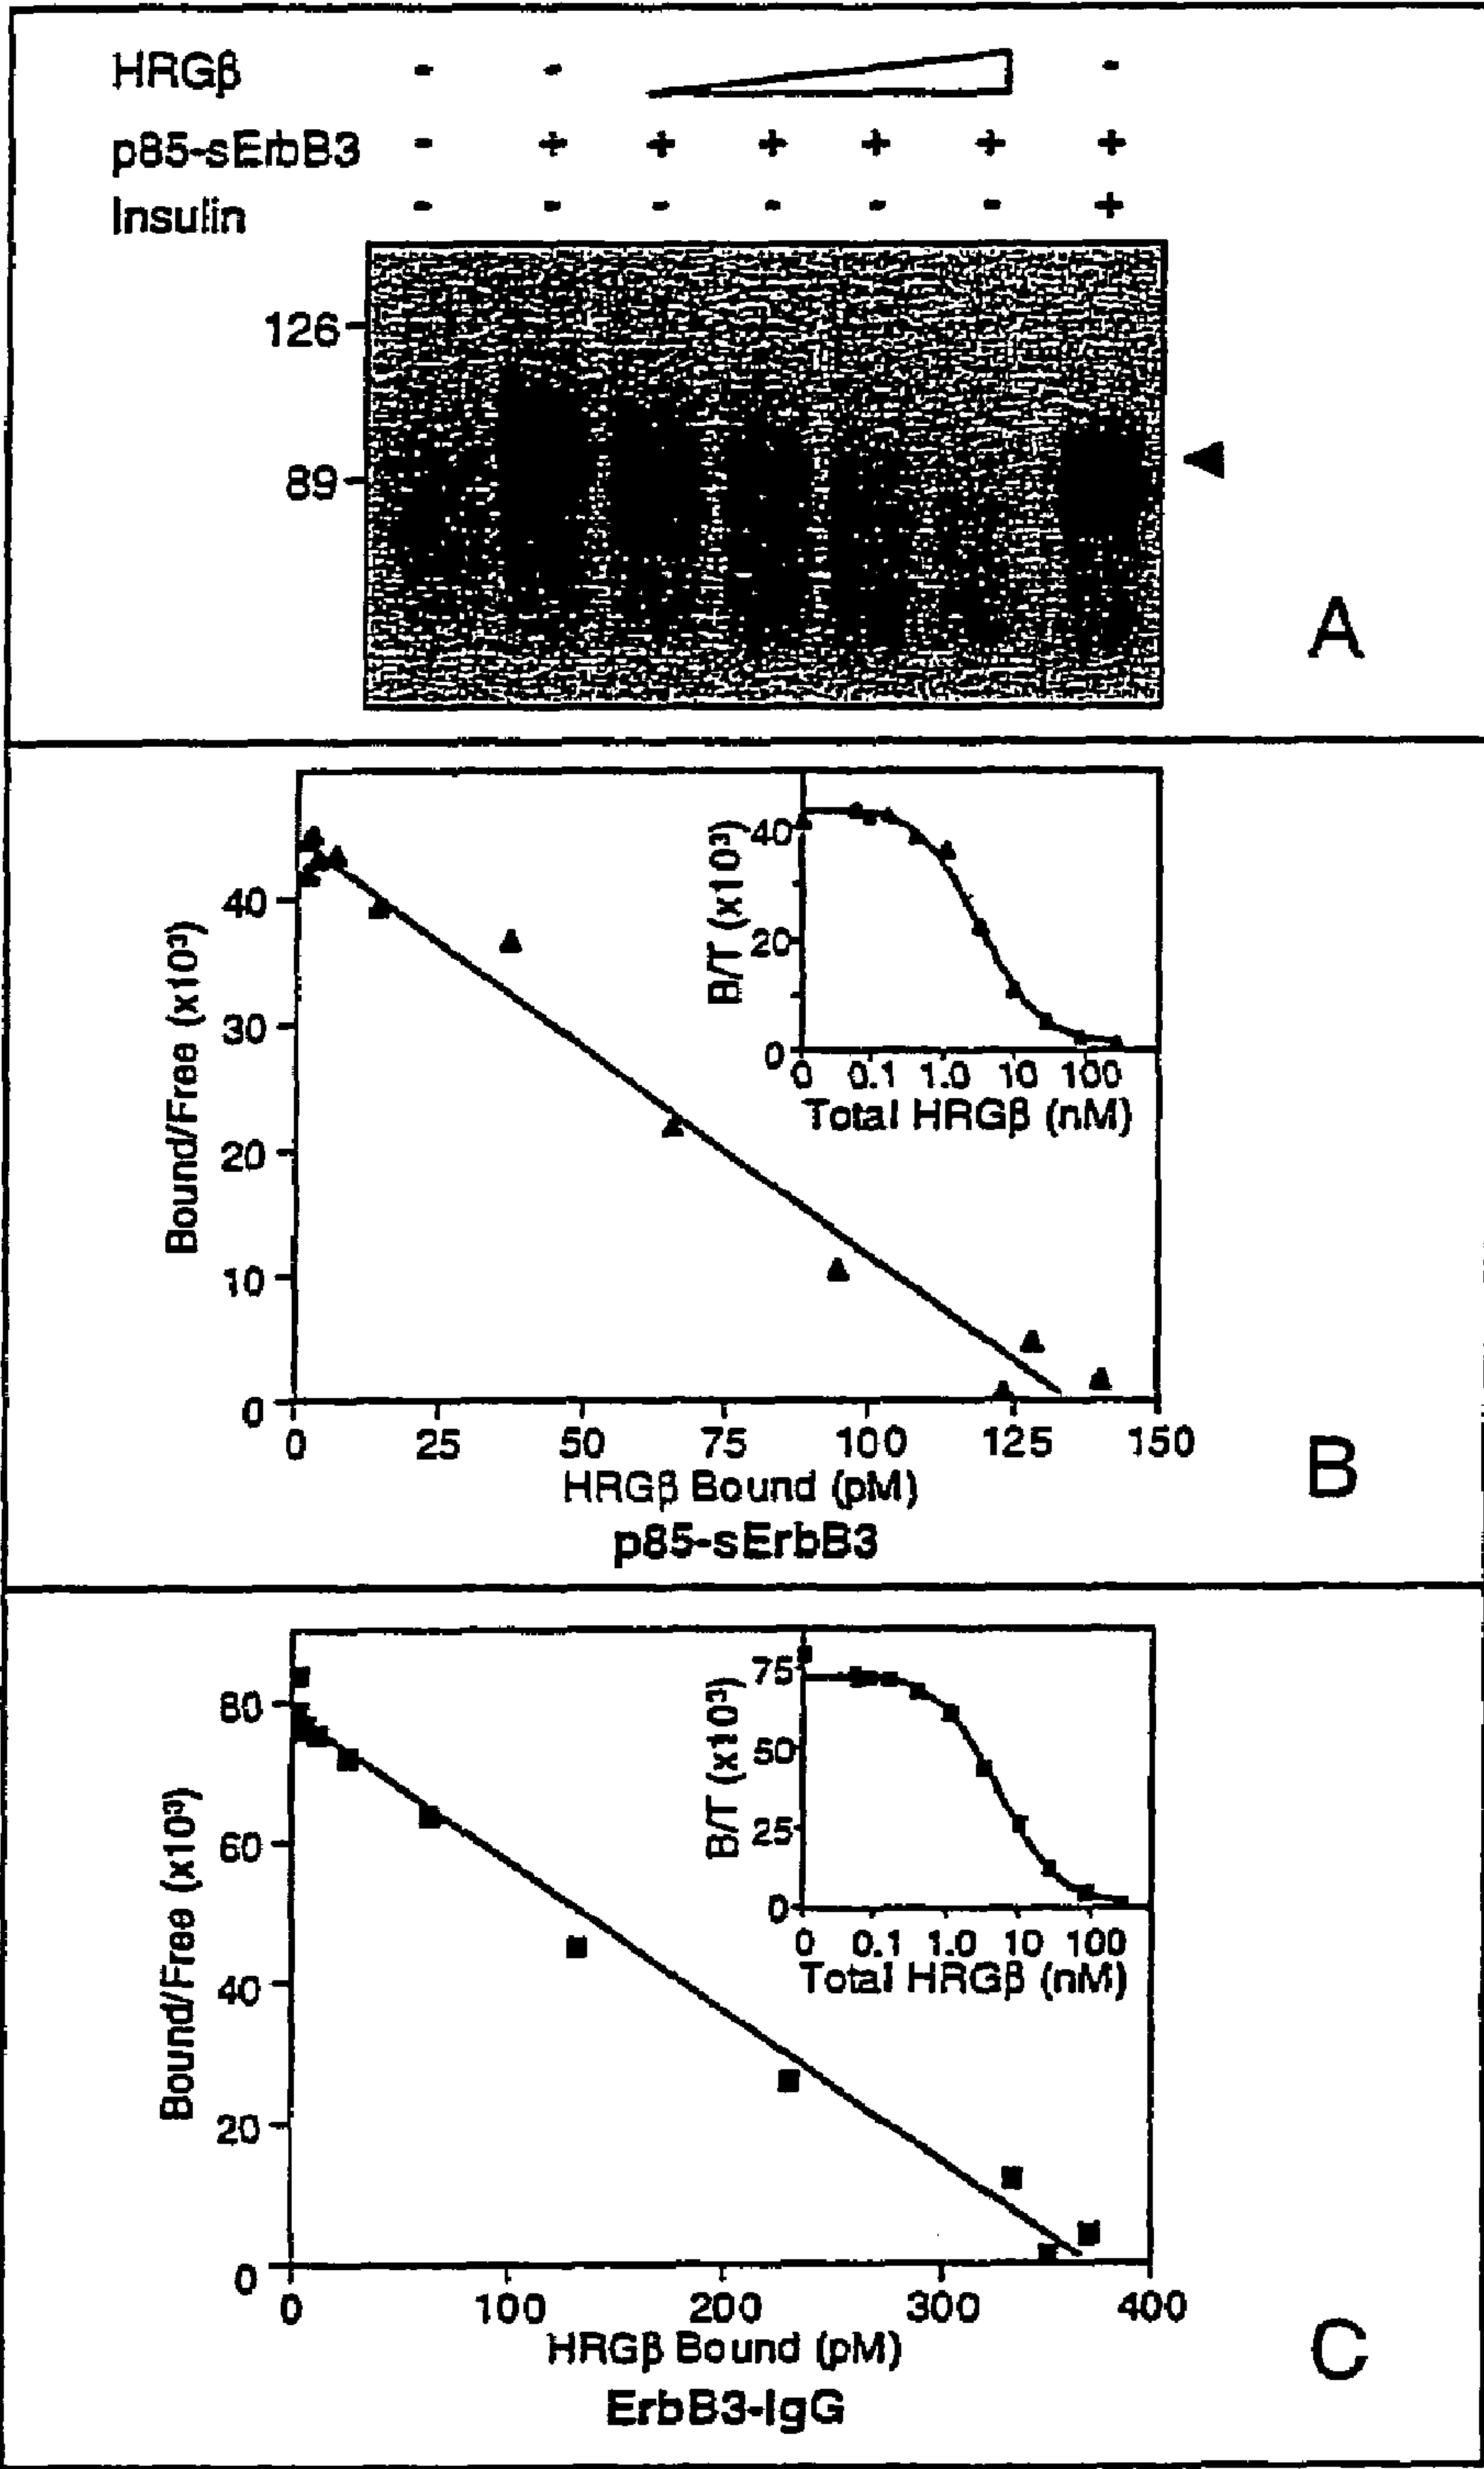 HRGβ - - -
p85-sErbB3 - + + + + + +
Insulin - - - - - - +
126
89
A
Bound/Free (x10³)
40
30
20
10
0
0 25 50 75 100 125 150
HRGβ Bound (pM)
p85-sErbB3
B/T (x10³)
40
20
0
0 0.1 1.0 10 100
Total HRGβ (nM)
B
Bound/Free (x10³)
80
60
40
20
0
0 100 200 300 400
HRGβ Bound (pM)
ErbB3-IgG
B/T (x10³)
75
50
25
0
0 0.1 1.0 10 100
Total HRGβ (nM)
C